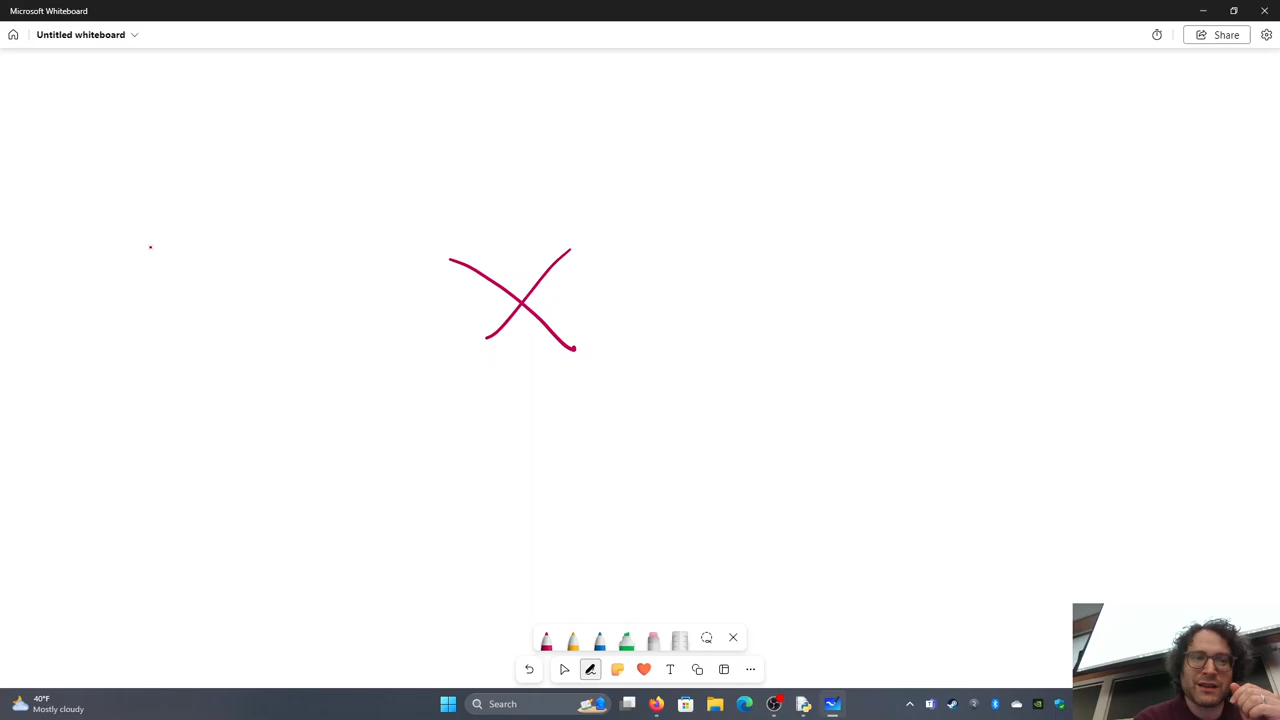 Microsoft Whiteboard
Untitled whiteboard
Share
X
T
40°F
Mostly cloudy
Search